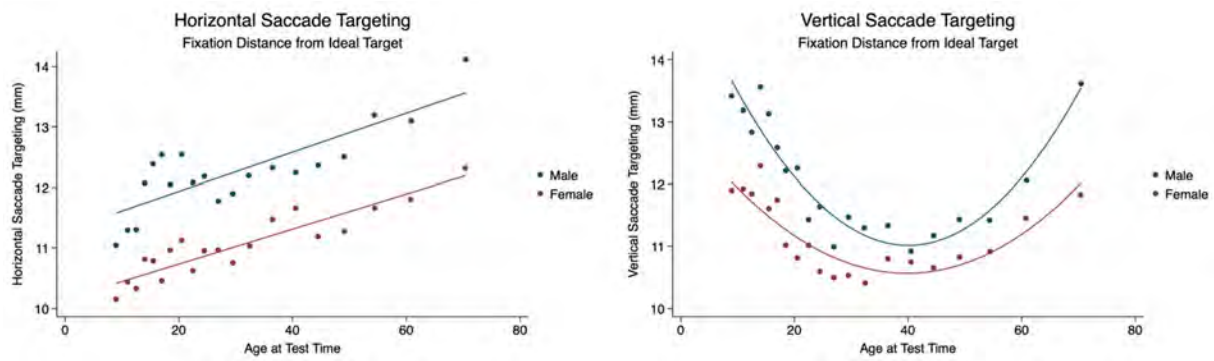 Horizontal Saccade Targeting
Fixation Distance from Ideal Target
Horizontal Saccade Targeting (mm)
14
13
12
11
10
0
20
40
60
80
Age at Test Time
Male
Female
Vertical Saccade Targeting
Fixation Distance from Ideal Target
Vertical Saccade Targeting (mm)
14
13
12
11
10
0
20
40
60
80
Age at Test Time
Male
Female